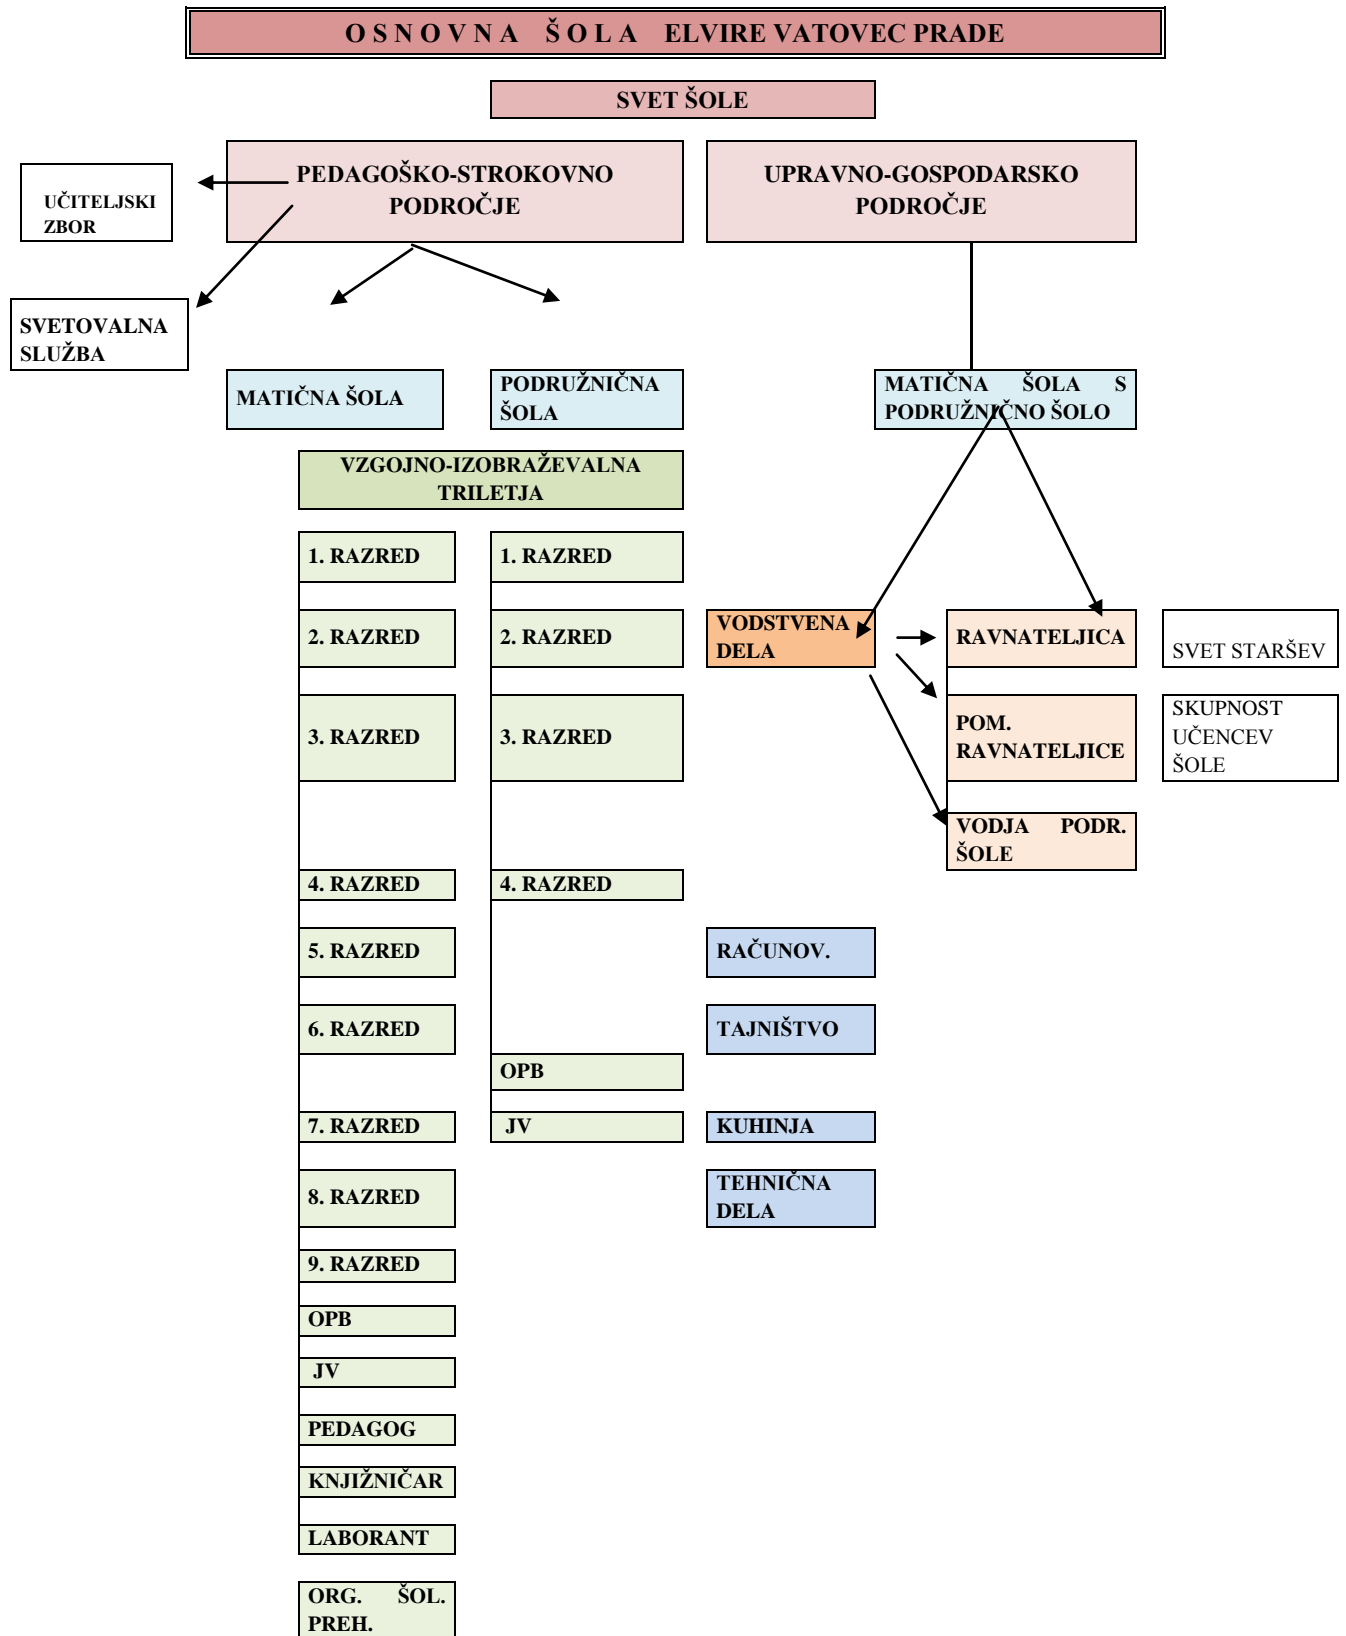 O S N O V N A Š O L A ELVIRE VATOVEC PRADE
SVET ŠOLE
PEDAGOŠKO-STROKOVNO
PODROČJE
UPRAVNO-GOSPODARSKO
PODROČJE
UČITELJSKI
ZBOR
SVETOVALNA
SLUŽBA
MATIČNA ŠOLA
PODRUŽNIČNA
ŠOLA
MATIČNA ŠOLA S
PODRUŽNIČNO ŠOLO
VZGOJNO-IZOBRAŽEVALNA
TRILETJA
1. RAZRED
1. RAZRED
2. RAZRED
2. RAZRED
VODSTVENA
DELA
RAVNATELJICA
SVET STARŠEV
3. RAZRED
3. RAZRED
POM.
RAVNATELJICE
SKUPNOST
UČENCEV
ŠOLE
VODJA PODR.
ŠOLE
4. RAZRED
4. RAZRED
5. RAZRED
RAČUNOV.
6. RAZRED
TAJNIŠTVO
OPB
7. RAZRED
JV
KUHINJA
8. RAZRED
TEHNIČNA
DELA
9. RAZRED
OPB
JV
PEDAGOG
KNJIŽNIČAR
LABORANT
ORG. ŠOL.
PREH.